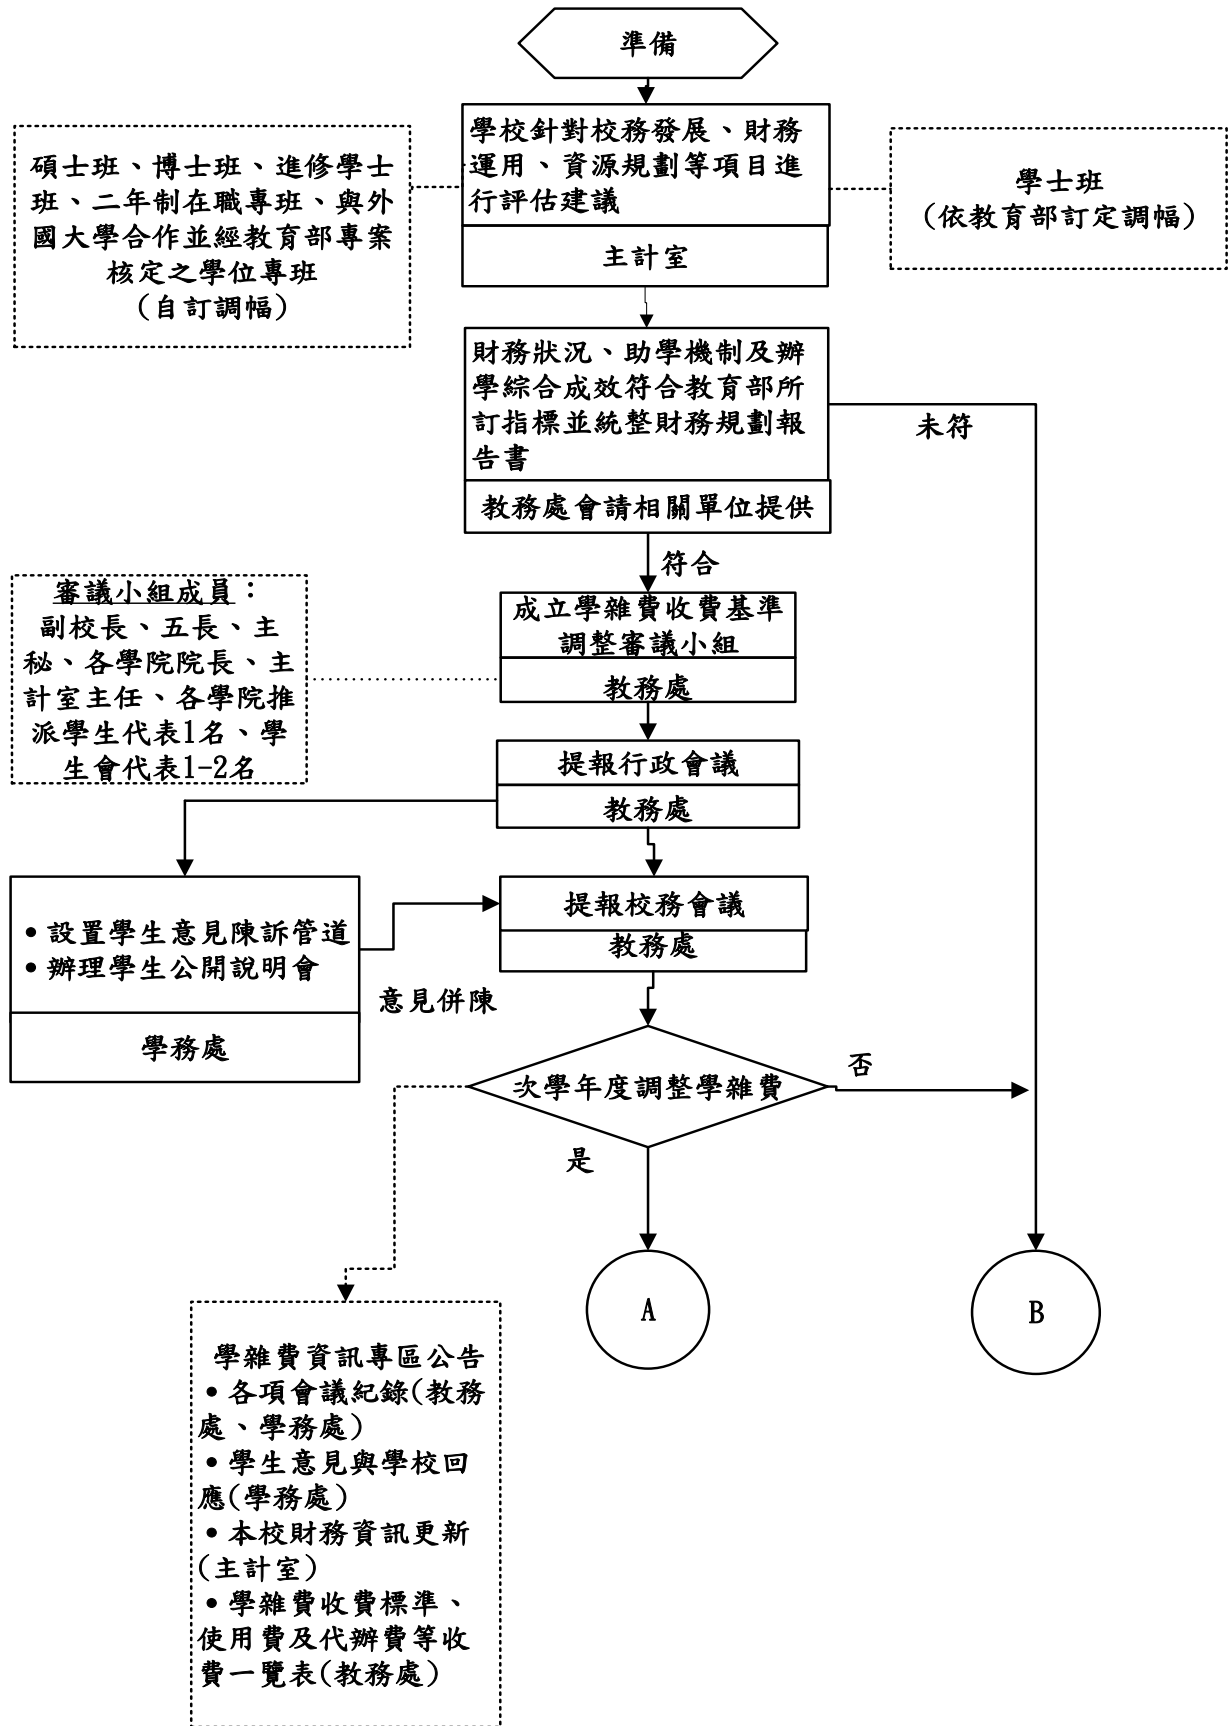 準備
學校針對校務發展、財務
運用、資源規劃等項目進
行評估建議
主計室
碩士班、博士班、進修學士
班、二年制在職專班、與外
國大學合作並經教育部專案
核定之學位專班
(自訂調幅)
學士班
(依教育部訂定調幅)
財務狀況、助學機制及辦
學綜合成效符合教育部所
訂指標並統整財務規劃報
告書
教務處會請相關單位提供
未符
符合
審議小組成員：
副校長、五長、主
秘、各學院院長、主
計室主任、各學院推
派學生代表1名、學
生會代表1-2名
成立學雜費收費基準
調整審議小組
教務處
提報行政會議
教務處
•設置學生意見陳訴管道
•辦理學生公開說明會
學務處
意見併陳
提報校務會議
教務處
次學年度調整學雜費
否
是
A
B
學雜費資訊專區公告
•各項會議紀錄(教務
處、學務處)
•學生意見與學校回
應(學務處)
•本校財務資訊更新
(主計室)
•學雜費收費標準、
使用費及代辦費等收
費一覽表(教務處)